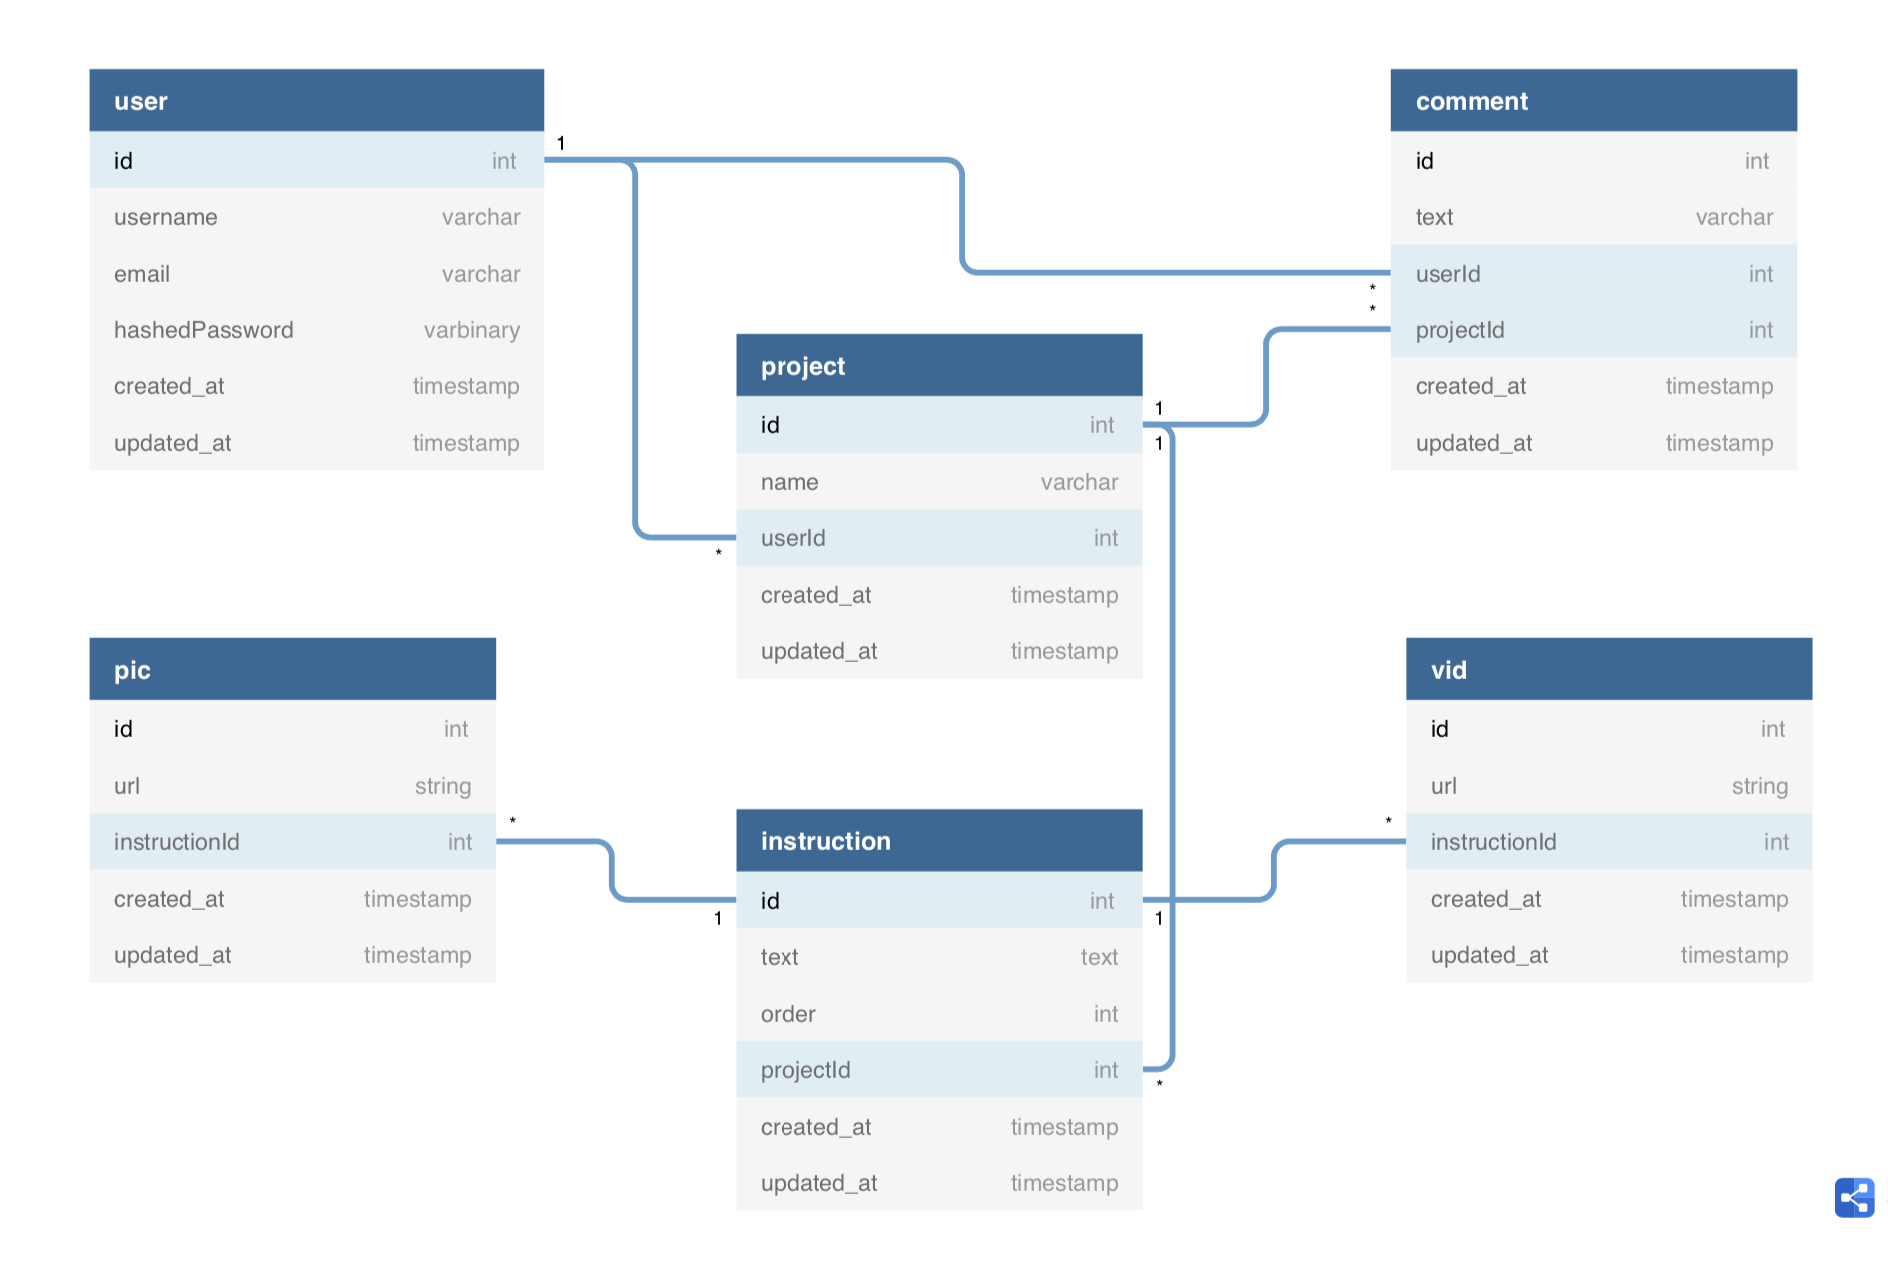 user
id int
username varchar
email varchar
hashedPassword varbinary
created_at timestamp
updated_at timestamp
1
comment
id int
text varchar
userId int
projectId int
created_at timestamp
updated_at timestamp
*
*
project
id int
name varchar
userId int
created_at timestamp
updated_at timestamp
1
1
*
pic
id int
url string
instructionId int
created_at timestamp
updated_at timestamp
*
instruction
id int
text text
order int
projectId int
created_at timestamp
updated_at timestamp
1
1
*
vid
id int
url string
instructionId int
created_at timestamp
updated_at timestamp
*